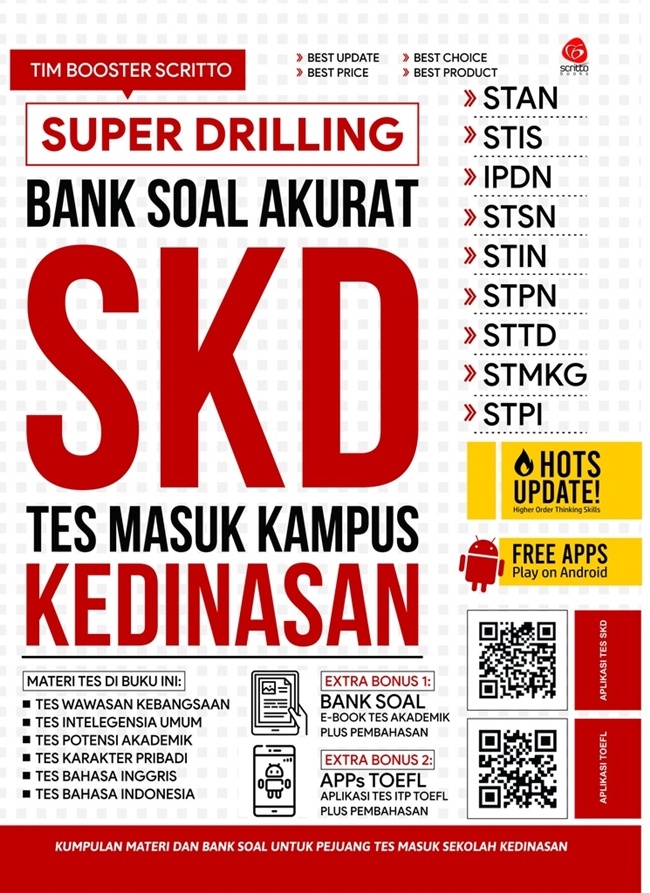 TIM BOOSTER SCRITTO
BEST UPDATE
BEST PRICE
BEST CHOICE
BEST PRODUCT
scritto
BOOKS
SUPER DRILLING
BANK SOAL AKURAT
SKD
TES MASUK KAMPUS
KEDINASAN
STAN
STIS
IPDN
STSN
STIN
STPN
STTD
STMKG
STPI
HOTS
UPDATE!
Higher Order Thinking Skills
FREE APPS
Play on Android
APLIKASI TES SKD
APLIKASI TOEFL
MATERI TES DI BUKU INI:
TES WAWASAN KEBANGSAAN
TES INTELEGENSIA UMUM
TES POTENSI AKADEMIK
TES KARAKTER PRIBADI
TES BAHASA INGGRIS
TES BAHASA INDONESIA
EXTRA BONUS 1:
BANK SOAL
E-BOOK TES AKADEMIK
PLUS PEMBAHASAN
EXTRA BONUS 2:
APPs TOEFL
APLIKASI TES ITP TOEFL
PLUS PEMBAHASAN
KUMPULAN MATERI DAN BANK SOAL UNTUK PEJUANG TES MASUK SEKOLAH KEDINASAN